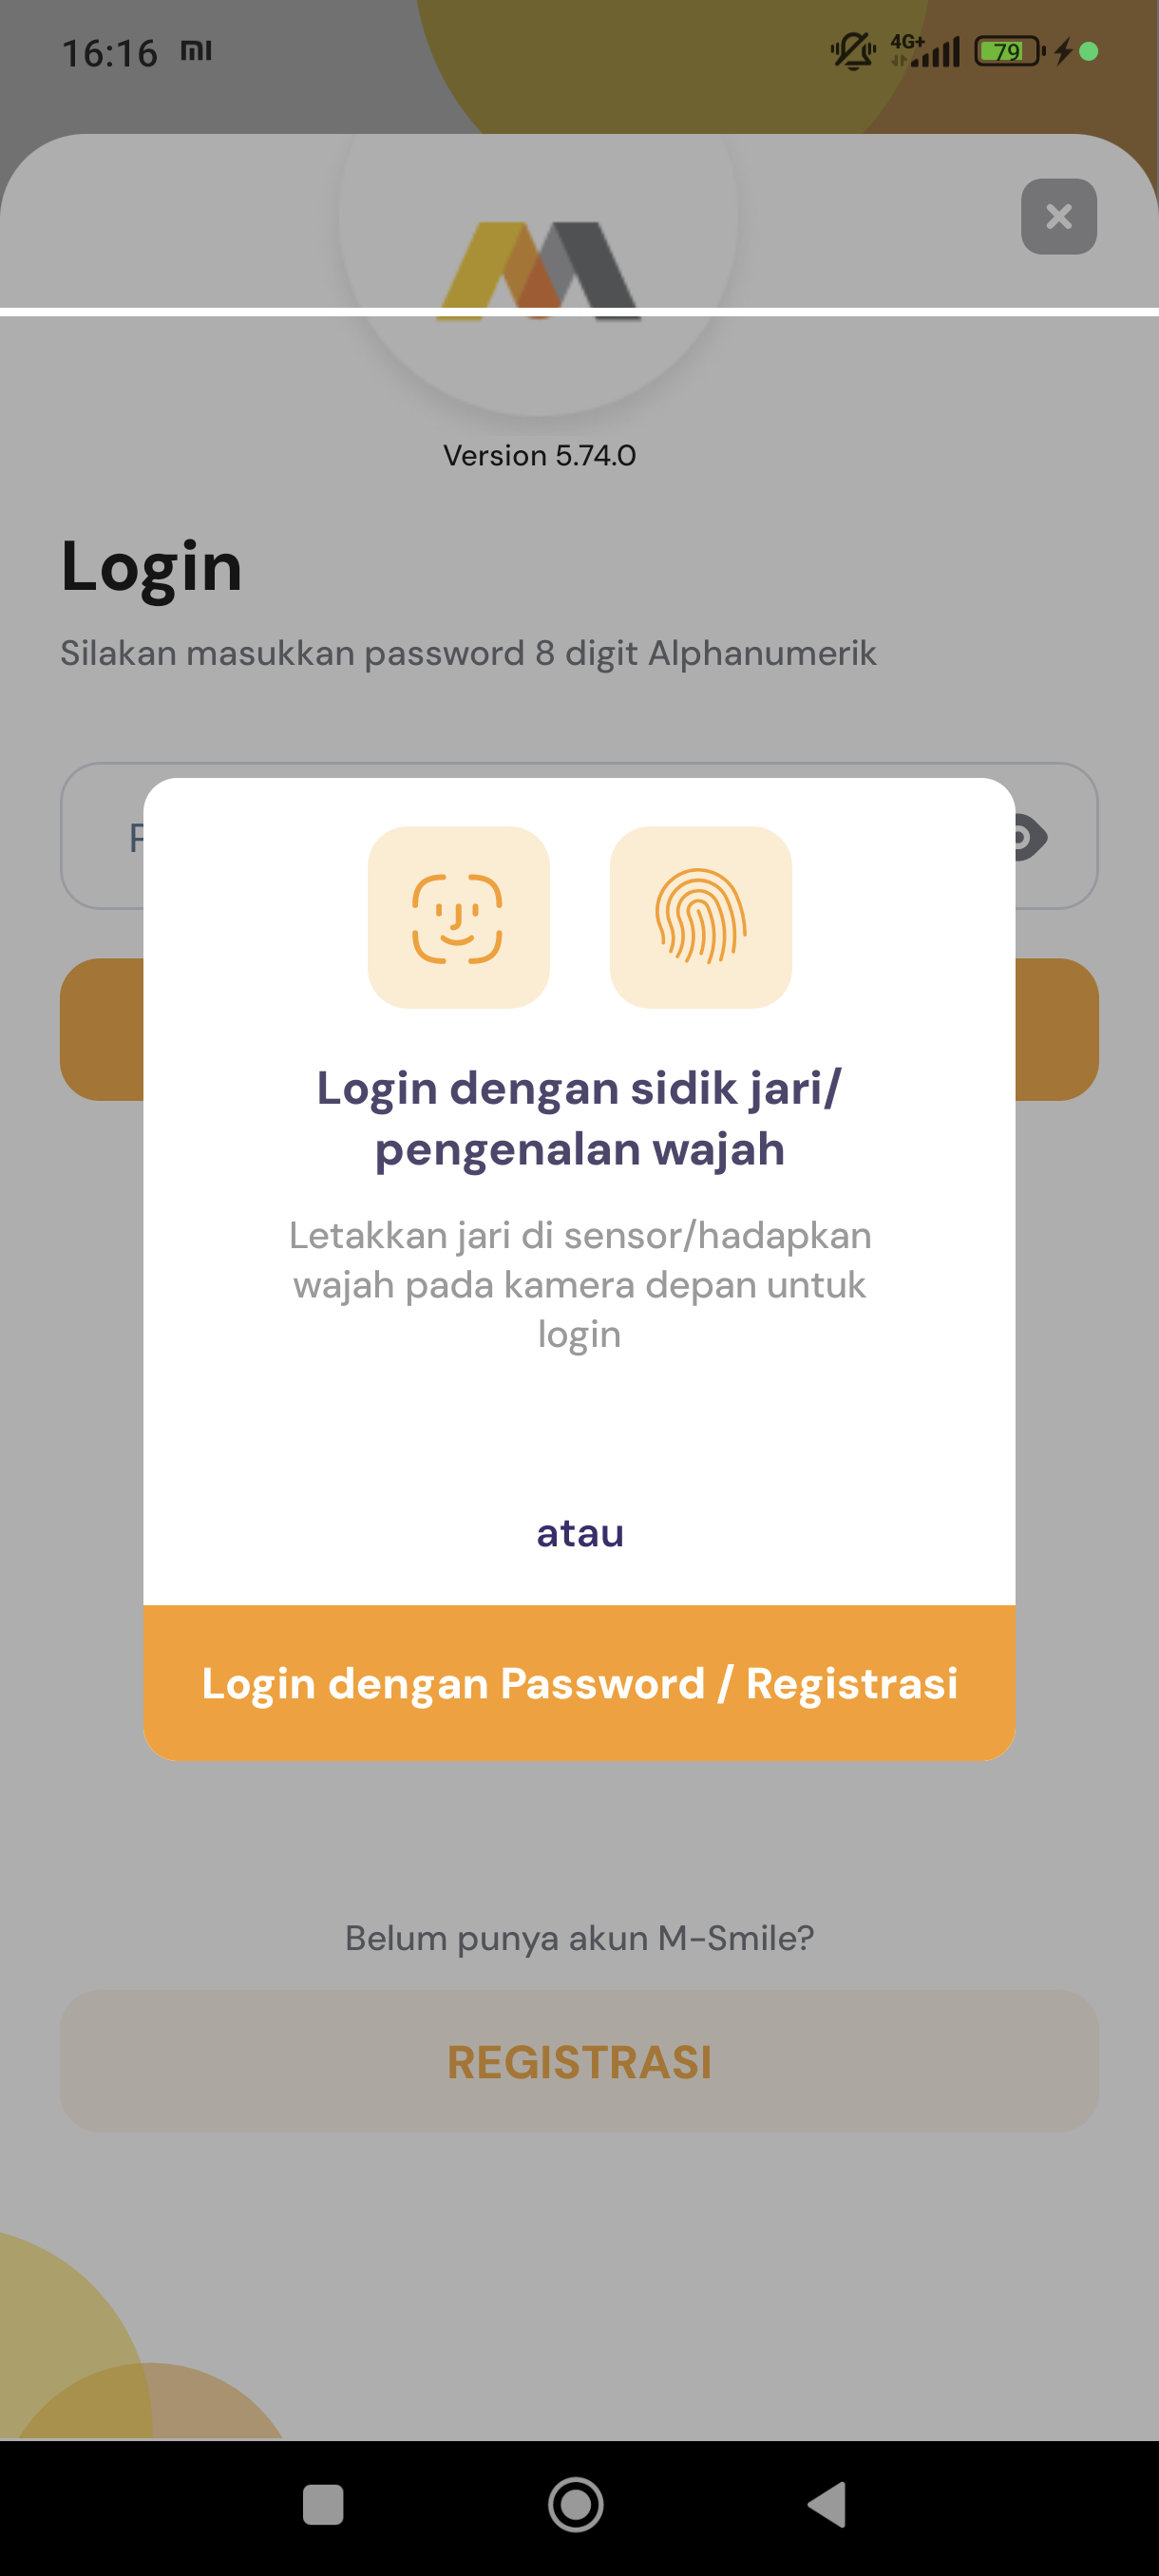 16:16
4G+
79
Version 5.74.0
Login
Silakan masukkan password 8 digit Alphanumerik
Login dengan sidik jari/
pengenalan wajah
Letakkan jari di sensor/hadapkan
wajah pada kamera depan untuk
login
atau
Login dengan Password / Registrasi
Belum punya akun M-Smile?
REGISTRASI